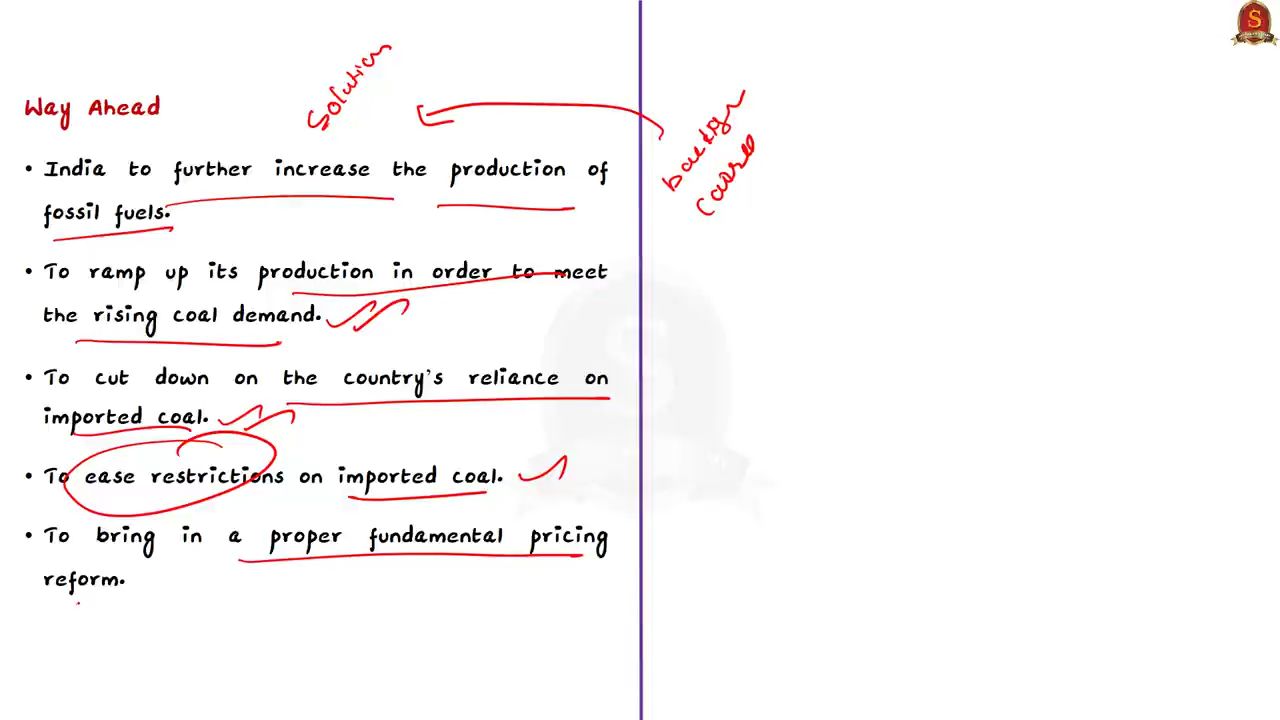 Solution
Way Ahead
• India to further increase the production of
fossil fuels.
• To ramp up its production in order to meet
the rising coal demand.
• To cut down on the country's reliance on
imported coal.
• To ease restrictions on imported coal.
• To bring in a proper fundamental pricing
reform.
S